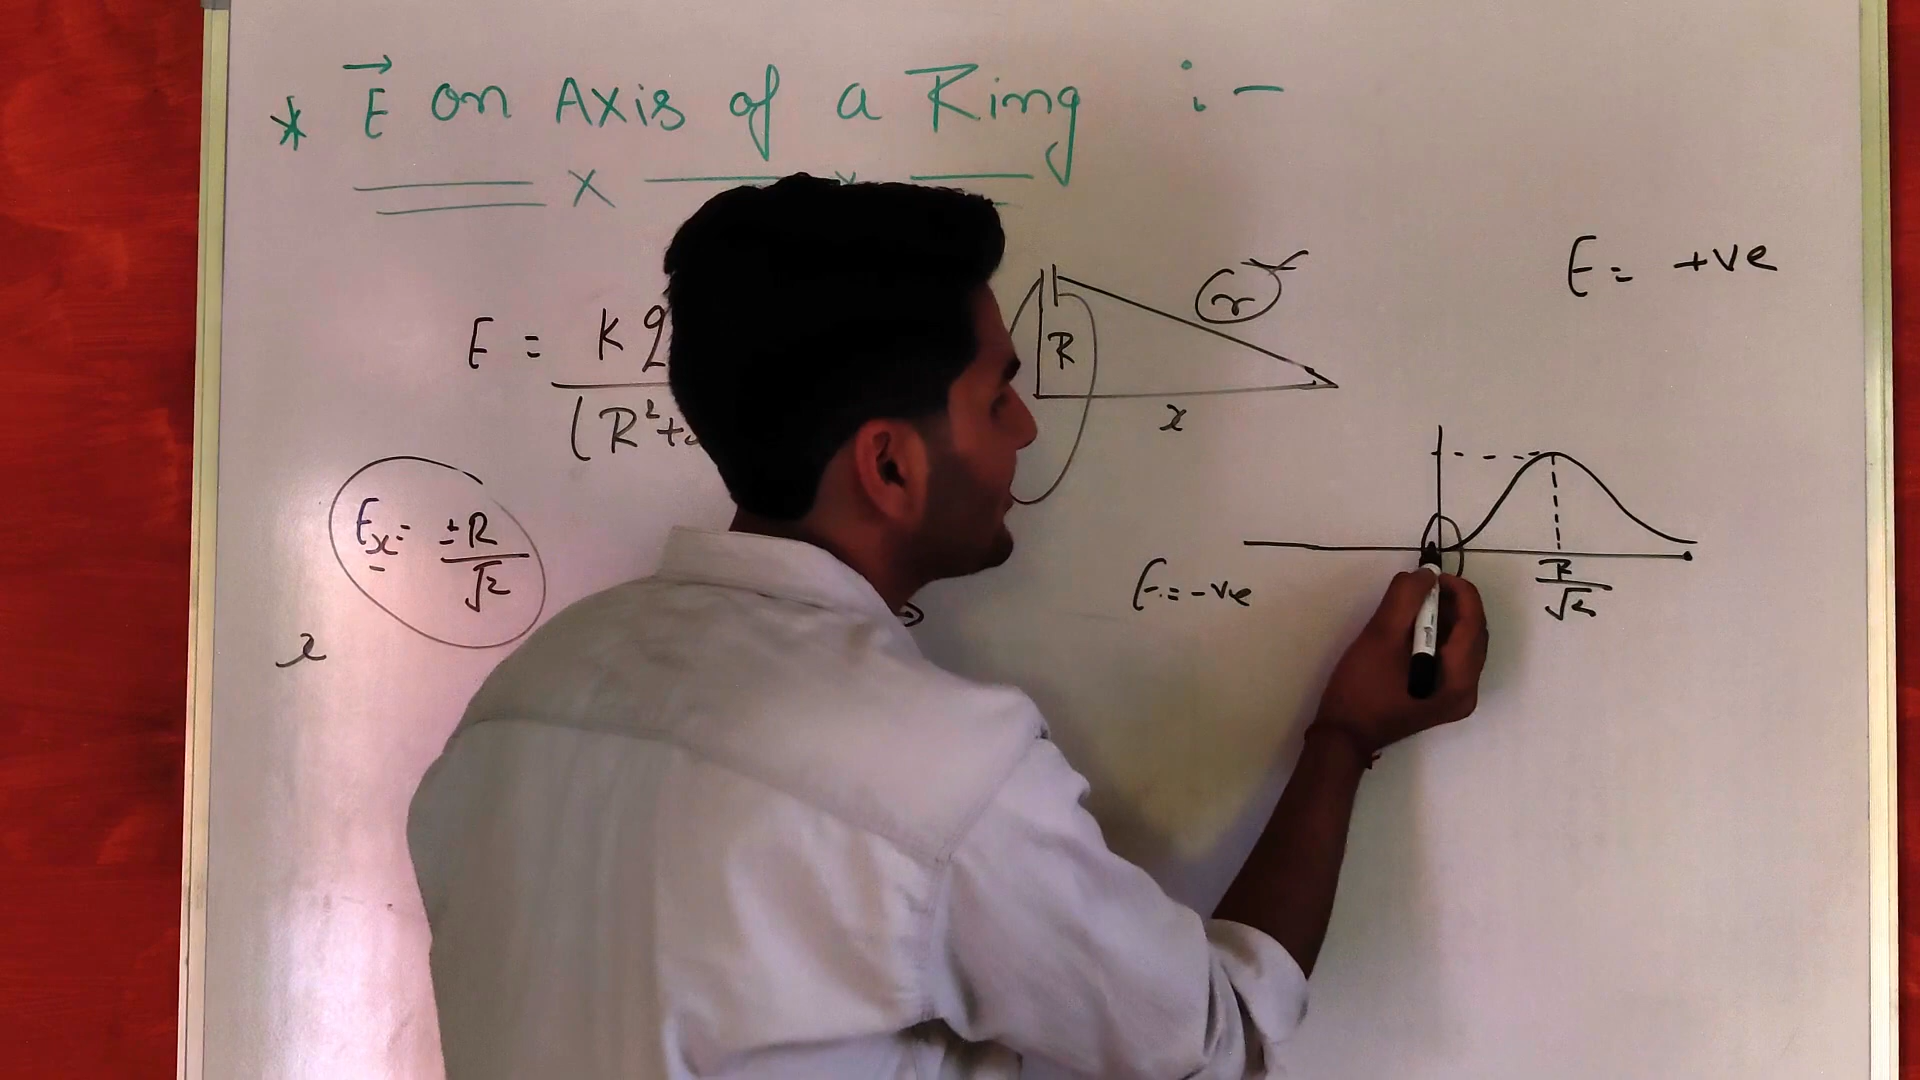 * E on Axis of a Ring :-
E = +ve
E = KQ
(R²+
R
r
x
Ex = ±R/√2
E = -ve
R/√2
x